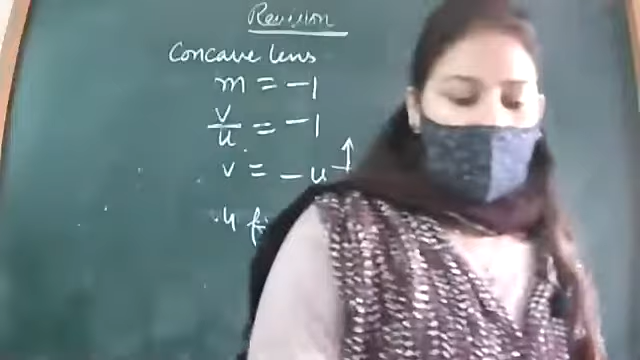 Revision
Concave lens
m = -1
v/u = -1
v = -u